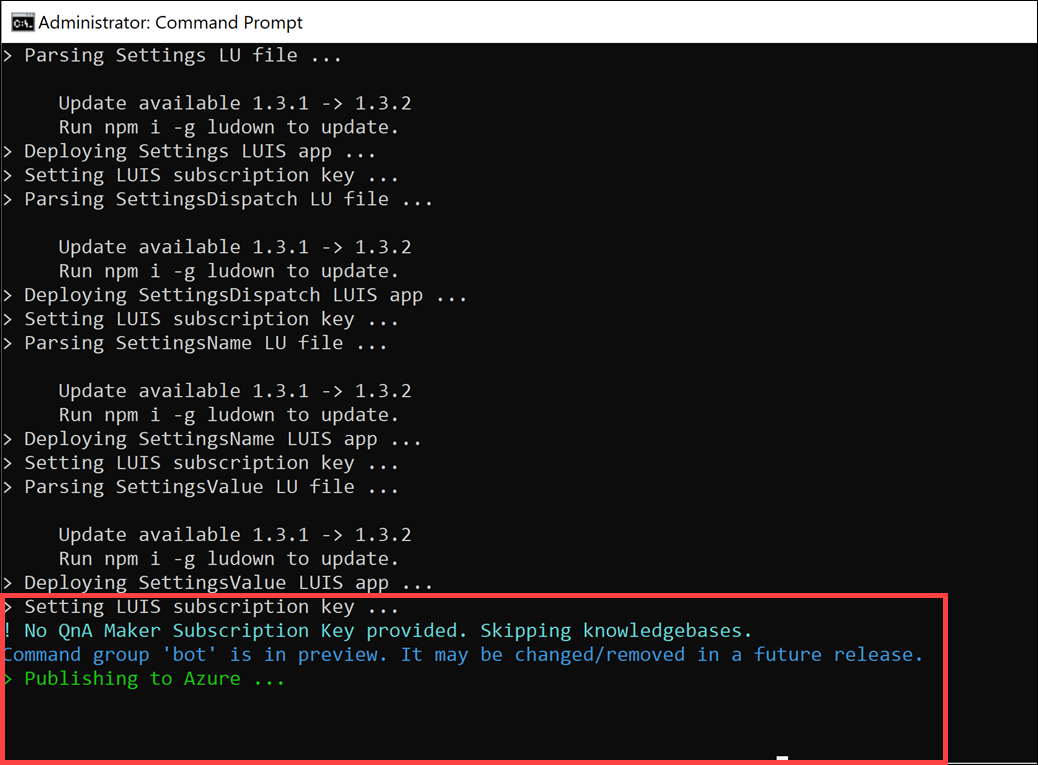 Administrator: Command Prompt
> Parsing Settings LU file ...
Update available 1.3.1 -> 1.3.2
Run npm i -g ludown to update.
> Deploying Settings LUIS app ...
> Setting LUIS subscription key ...
> Parsing SettingsDispatch LU file ...
Update available 1.3.1 -> 1.3.2
Run npm i -g ludown to update.
> Deploying SettingsDispatch LUIS app ...
> Setting LUIS subscription key ...
> Parsing SettingsName LU file ...
Update available 1.3.1 -> 1.3.2
Run npm i -g ludown to update.
> Deploying SettingsName LUIS app ...
> Setting LUIS subscription key ...
> Parsing SettingsValue LU file ...
Update available 1.3.1 -> 1.3.2
Run npm i -g ludown to update.
> Deploying SettingsValue LUIS app ...
> Setting LUIS subscription key ...
! No QnA Maker Subscription Key provided. Skipping knowledgebases.
Command group 'bot' is in preview. It may be changed/removed in a future release.
> Publishing to Azure ...